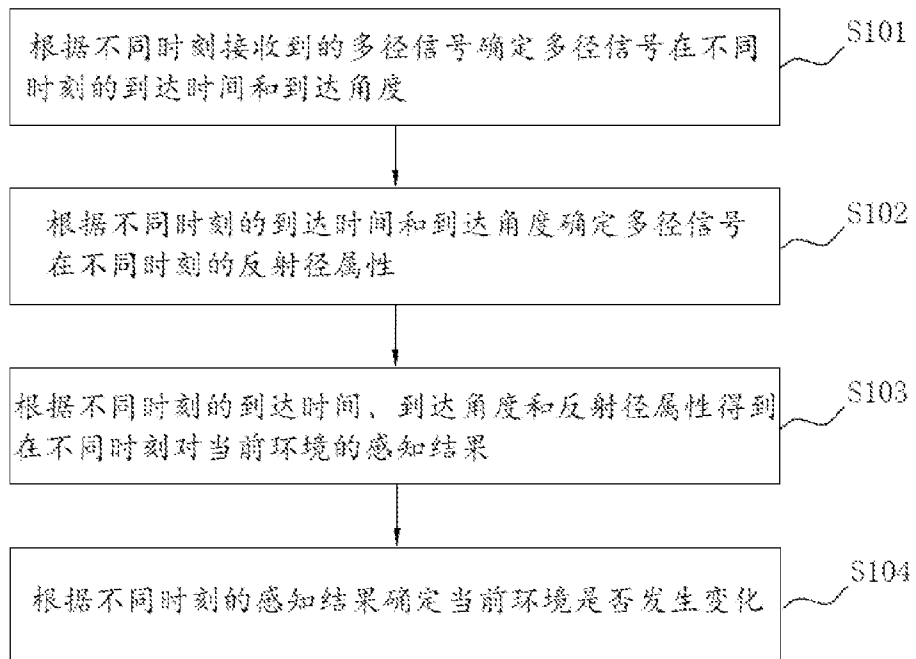 根据不同时刻接收到的多径信号确定多径信号在不同
时刻的到达时间和到达角度
S101
根据不同时刻的到达时间和到达角度确定多径信号
在不同时刻的反射径属性
S102
根据不同时刻的到达时间、到达角度和反射径属性得到
在不同时刻对当前环境的感知结果
S103
根据不同时刻的感知结果确定当前环境是否发生变化
S104